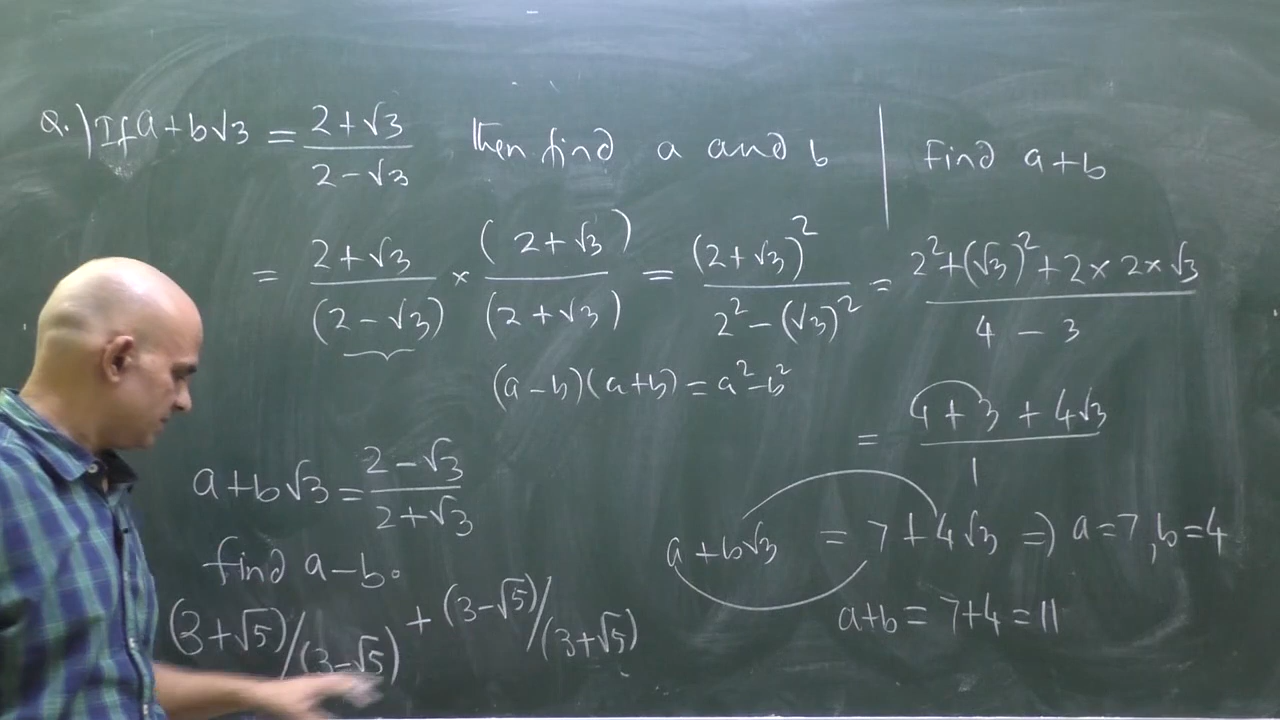 Q.) If a+b√3 = (2+√3)/(2-√3) then find a and b | Find a+b
= (2+√3)/(2-√3) × (2+√3)/(2+√3) = (2+√3)²/(2²-(√3)²) = (2²+(√3)²+2×2×√3)/(4-3)
(a-b)(a+b) = a²-b²
= (4+3+4√3)/1
a+b√3 = 7+4√3 ⇒ a=7, b=4
a+b = 7+4 = 11
a+b√3 = (2-√3)/(2+√3)
find a-b.
(3+√5)/(3-√5) + (3-√5)/(3+√5)